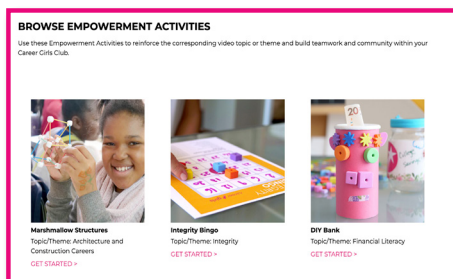 BROWSE EMPOWERMENT ACTIVITIES
Use these Empowerment Activities to reinforce the corresponding video topic or theme and build teamwork and community within your
Career Girls Club.
20
Marshmallow Structures
Topic/Theme: Architecture and
Construction Careers
GET STARTED >
Integrity Bingo
Topic/Theme: Integrity
GET STARTED >
DIY Bank
Topic/Theme: Financial Literacy
GET STARTED >